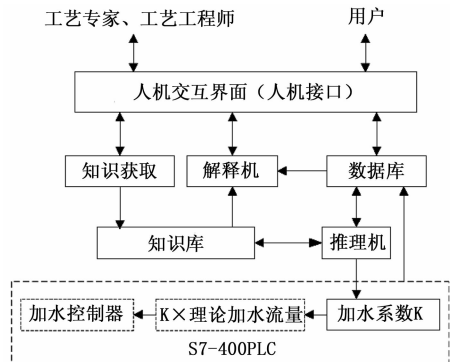 工艺专家、工艺工程师 用户
人机交互界面(人机接口)
知识获取 解释机 数据库
知识库 推理机
加水控制器 K×理论加水流量 加水系数K
S7-400PLC